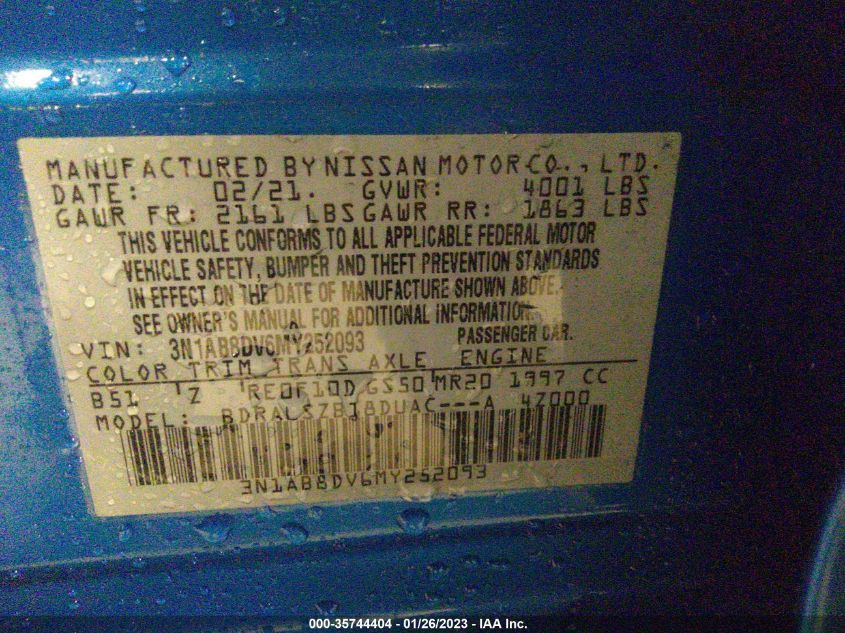 MANUFACTURED BY NISSAN MOTOR CO., LTD.
DATE: 02/21. GVWR: 4001 LBS
GAWR FR: 2161 LBS GAWR RR: 1863 LBS
THIS VEHICLE CONFORMS TO ALL APPLICABLE FEDERAL MOTOR
VEHICLE SAFETY, BUMPER AND THEFT PREVENTION STANDARDS
IN EFFECT ON THE DATE OF MANUFACTURE SHOWN ABOVE.
SEE OWNER'S MANUAL FOR ADDITIONAL INFORMATION.
VIN: 3N1AB8DV6MY252093 PASSENGER CAR.
COLOR TRIM TRANS AXLE ENGINE
B51 Z RE0F10D GS50 MR20 1997 CC
MODEL: BDRALSZB18DUAC---A 47000
3N1AB8DV6MY252093
000-35744404 - 01/26/2023 - IAA Inc.